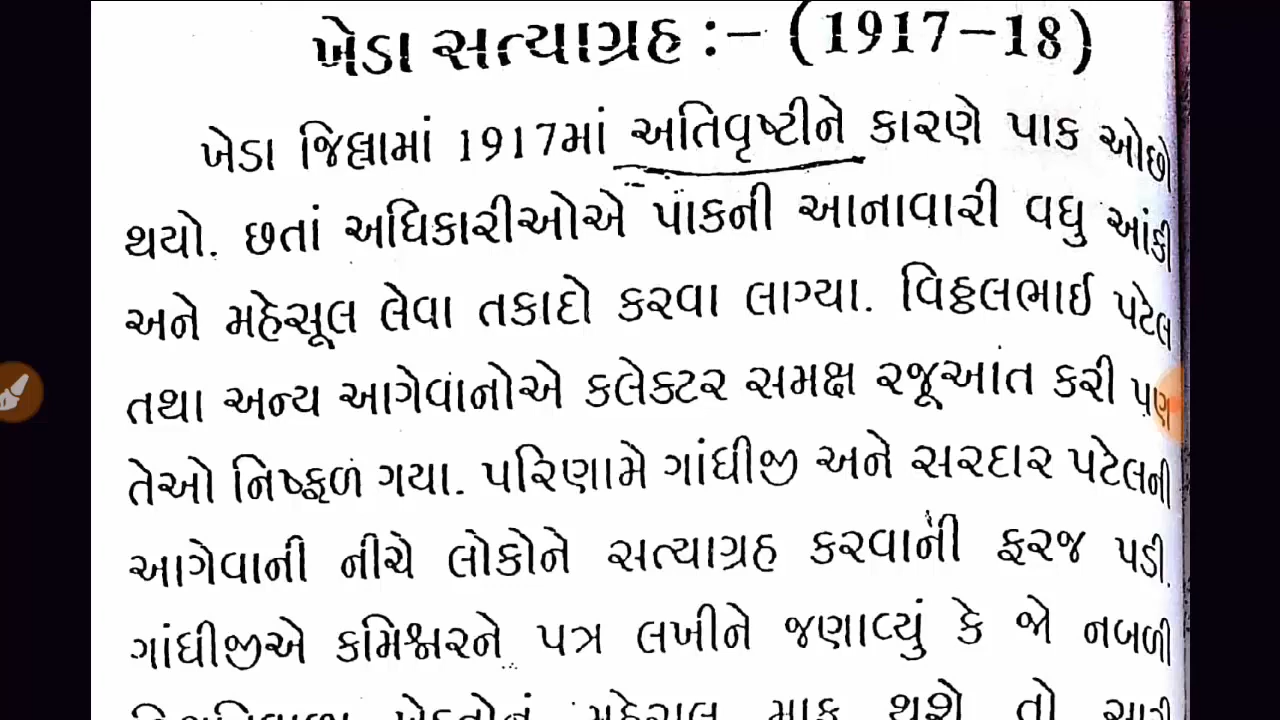 ખેડા સત્યાગ્રહ :– (1917–18)
ખેડા જિલ્લામાં 1917માં અતિવૃષ્ટીને કારણે પાક ઓછો
થયો. છતાં અધિકારીઓએ પાકની આનાવારી વધુ આંકી
અને મહેસૂલ લેવા તકાદો કરવા લાગ્યા. વિઠ્ઠલભાઈ પટેલ
તથા અન્ય આગેવાનોએ કલેક્ટર સમક્ષ રજૂઆત કરી પણ
તેઓ નિષ્ફળ ગયા. પરિણામે ગાંધીજી અને સરદાર પટેલની
આગેવાની નીચે લોકોને સત્યાગ્રહ કરવાની ફરજ પડી.
ગાંધીજીએ કમિશ્નરને પત્ર લખીને જણાવ્યું કે જો નબળી
ખેડૂતોનું મહેસૂલ માફ થશે તો